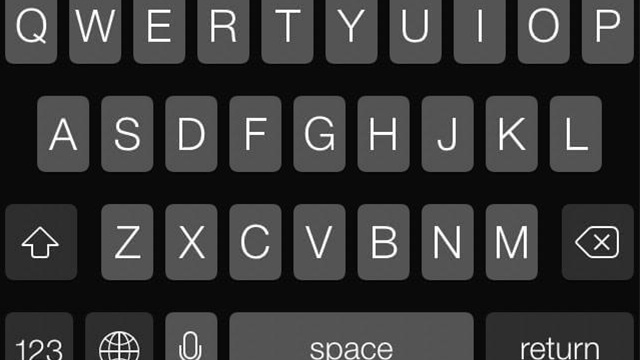 Q W E R T Y U I O P
A S D F G H J K L
Z X C V B N M
123 space return